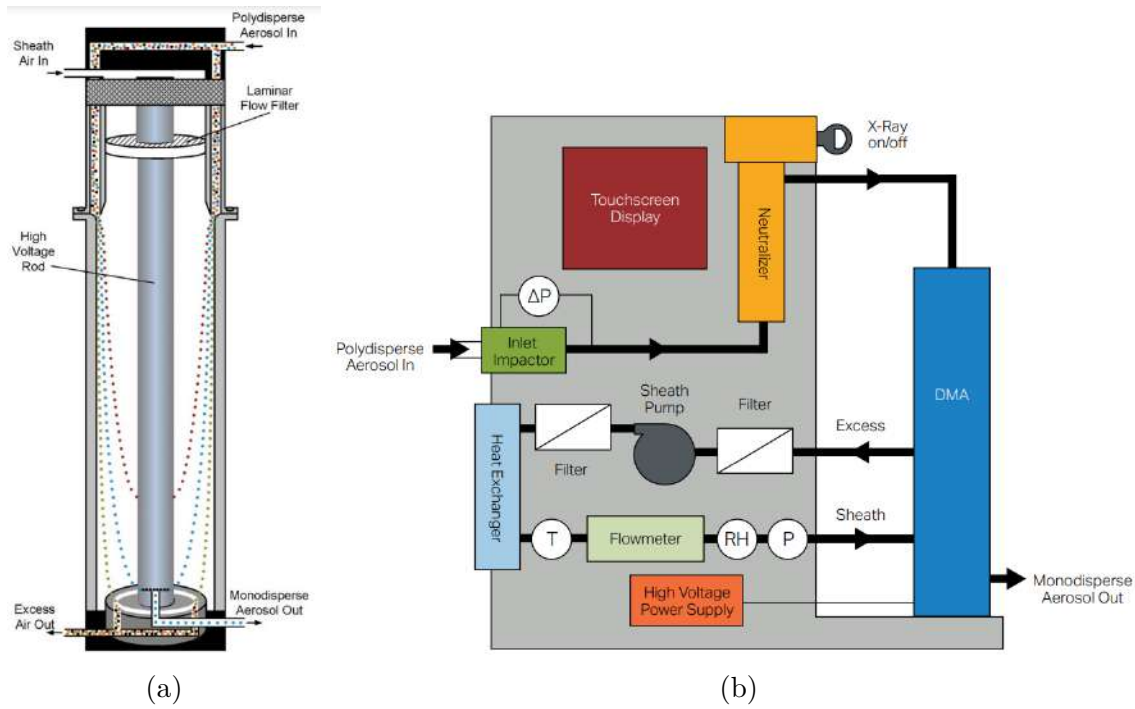 Polydisperse
Aerosol In
Sheath
Air In
Laminar
Flow Filter
High
Voltage
Rod
Excess
Air Out
Monodisperse
Aerosol Out
(a)
X-Ray
on/off
Touchscreen
Display
Neutralizer
ΔP
Polydisperse
Aerosol In
Inlet
Impactor
DMA
Sheath
Pump
Filter
Excess
Heat Exchanger
Filter
Sheath
T
Flowmeter
RH
P
High Voltage
Power Supply
Monodisperse
Aerosol Out
(b)